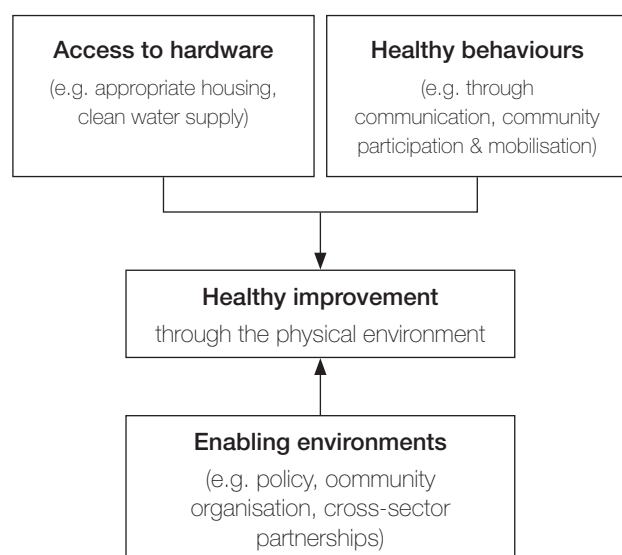 Access to hardware
(e.g. appropriate housing,
clean water supply)
Healthy behaviours
(e.g. through
communication, community
participation & mobilisation)
Healthy improvement
through the physical environment
Enabling environments
(e.g. policy, oommunity
organisation, cross-sector
partnerships)